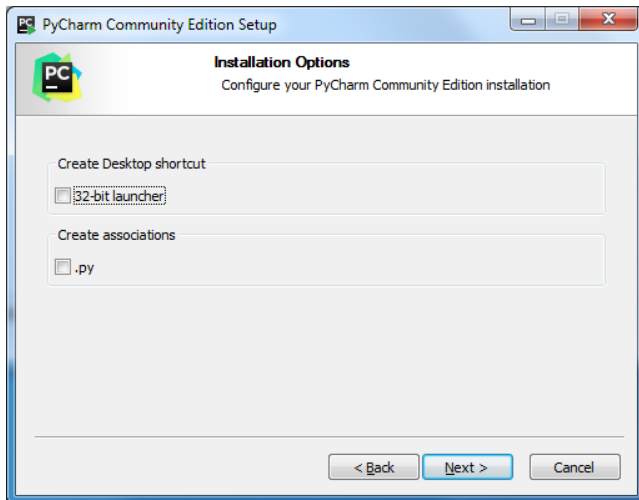 PyCharm Community Edition Setup
PC
Installation Options
Configure your PyCharm Community Edition installation
Create Desktop shortcut
32-bit launcher
Create associations
.py
< Back
Next >
Cancel